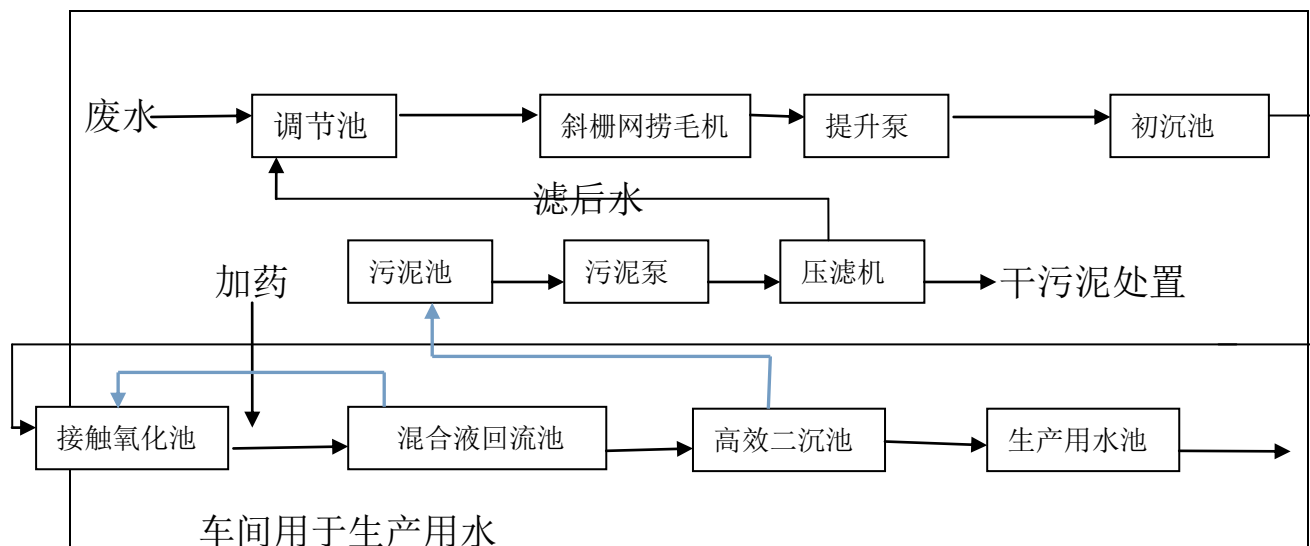 废水
调节池
斜栅网捞毛机
提升泵
初沉池
滤后水
污泥池
污泥泵
压滤机
干污泥处置
加药
接触氧化池
混合液回流池
高效二沉池
生产用水池
车间用于生产用水